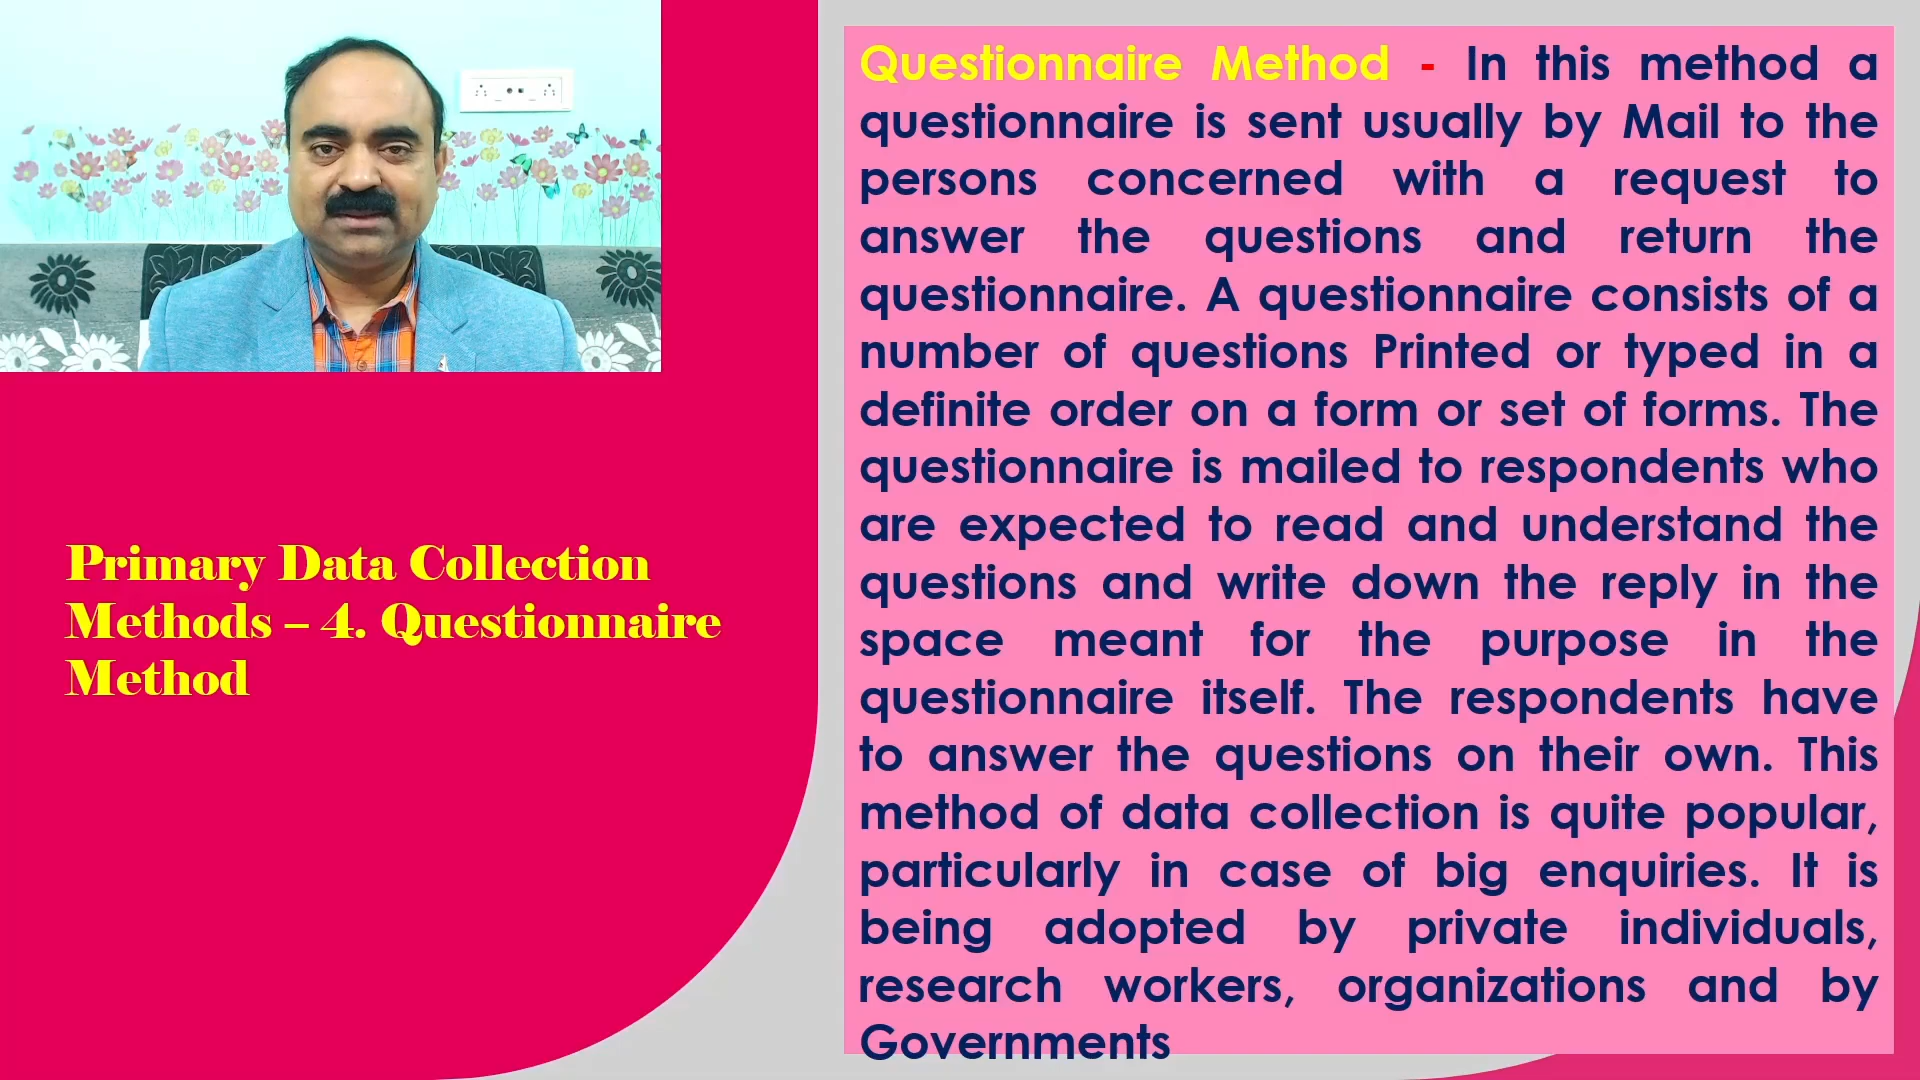 Primary Data Collection
Methods – 4. Questionnaire
Method
Questionnaire Method - In this method a
questionnaire is sent usually by Mail to the
persons concerned with a request to
answer the questions and return the
questionnaire. A questionnaire consists of a
number of questions Printed or typed in a
definite order on a form or set of forms. The
questionnaire is mailed to respondents who
are expected to read and understand the
questions and write down the reply in the
space meant for the purpose in the
questionnaire itself. The respondents have
to answer the questions on their own. This
method of data collection is quite popular,
particularly in case of big enquiries. It is
being adopted by private individuals,
research workers, organizations and by
Governments